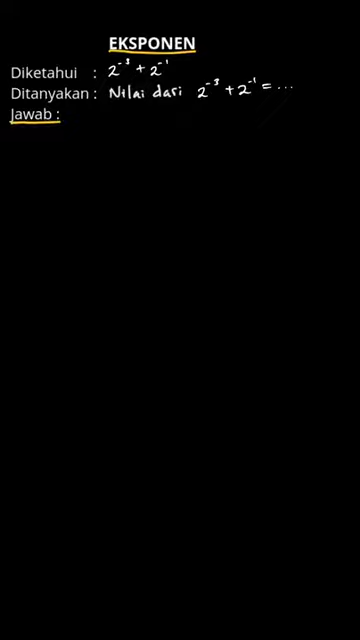 EKSPONEN
Diketahui : 2⁻³ + 2⁻¹
Ditanyakan : Nilai dari 2⁻³ + 2⁻¹ = ...
Jawab :